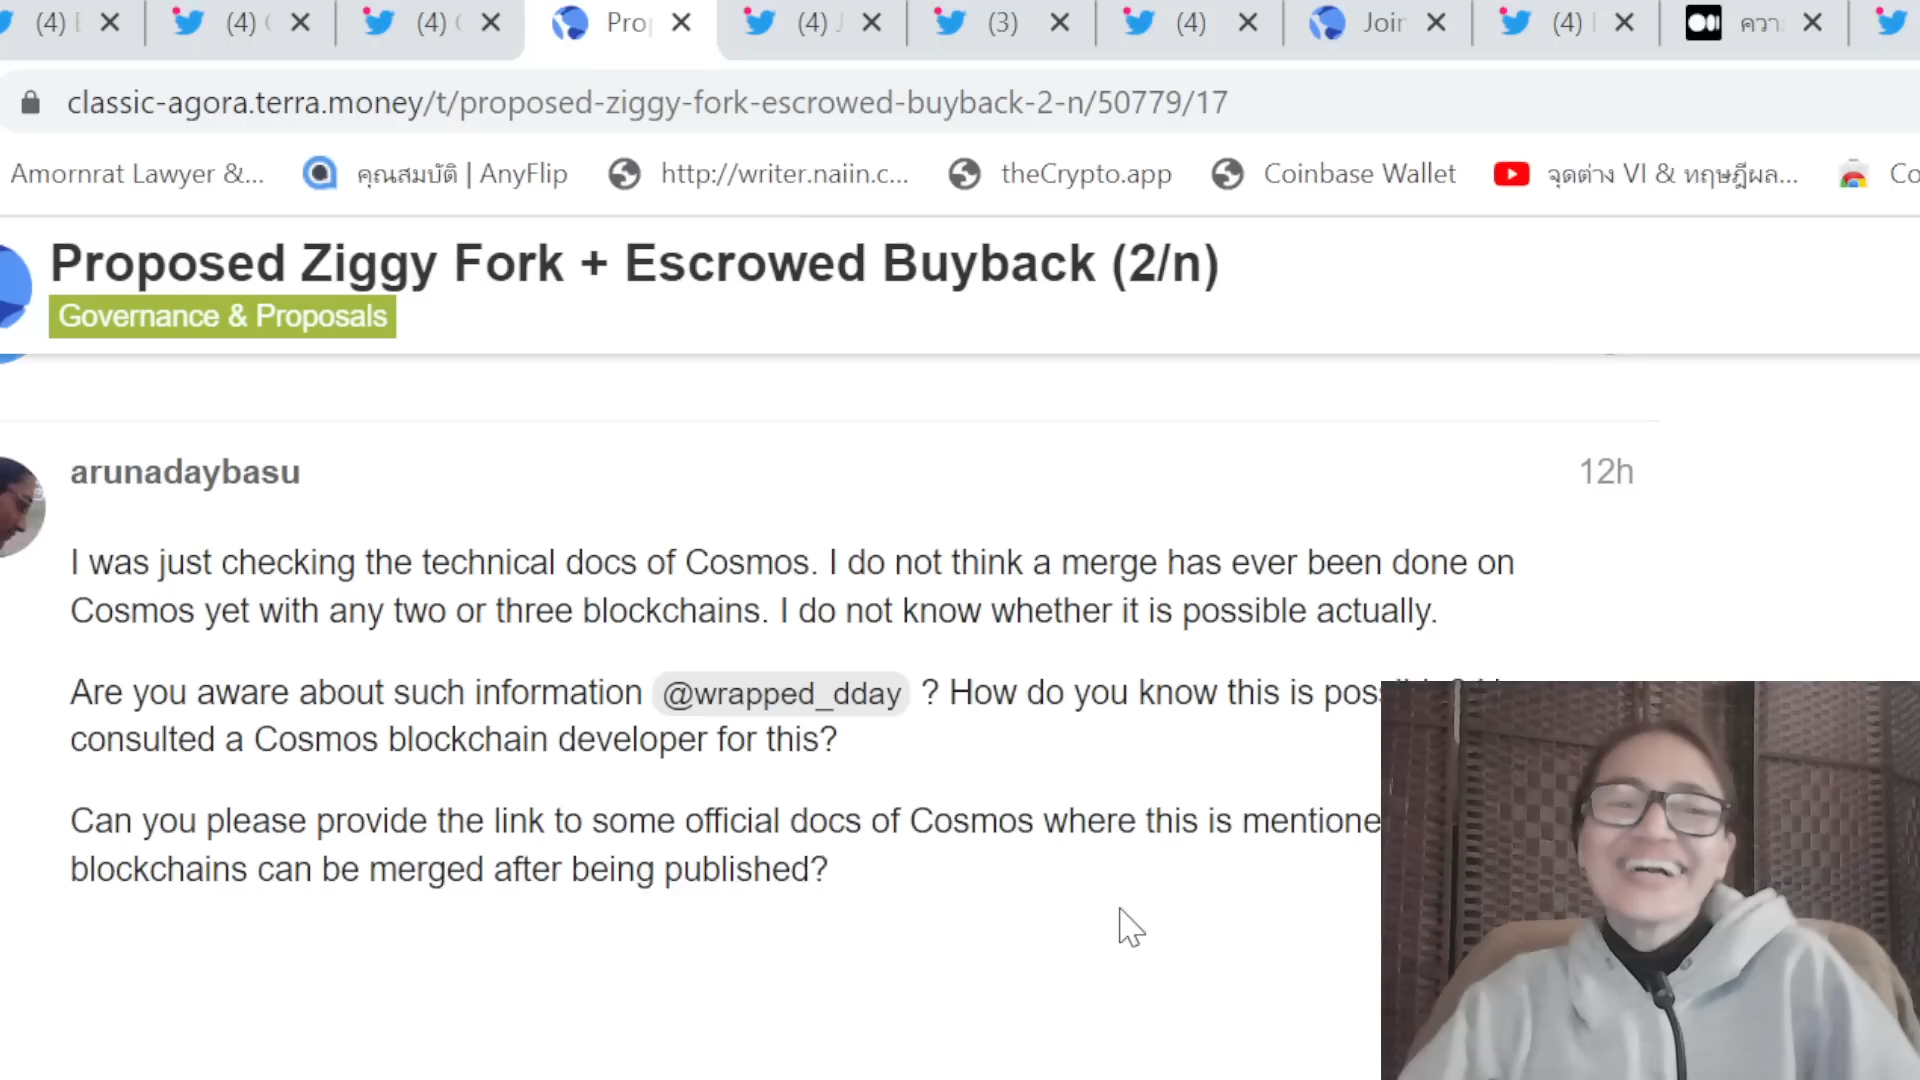 (4) (4) (4) Pro (4) (3) (4) Join (4) ความ
classic-agora.terra.money/t/proposed-ziggy-fork-escrowed-buyback-2-n/50779/17
Amornrat Lawyer &... คุณสมบัติ | AnyFlip http://writer.naiin.c... theCrypto.app Coinbase Wallet จุดต่าง VI & ทฤษฎีผล... Co
Proposed Ziggy Fork + Escrowed Buyback (2/n)
Governance & Proposals
arunadaybasu 12h
I was just checking the technical docs of Cosmos. I do not think a merge has ever been done on
Cosmos yet with any two or three blockchains. I do not know whether it is possible actually.
Are you aware about such information @wrapped_dday ? How do you know this is
consulted a Cosmos blockchain developer for this?
Can you please provide the link to some official docs of Cosmos where this is mentione
blockchains can be merged after being published?